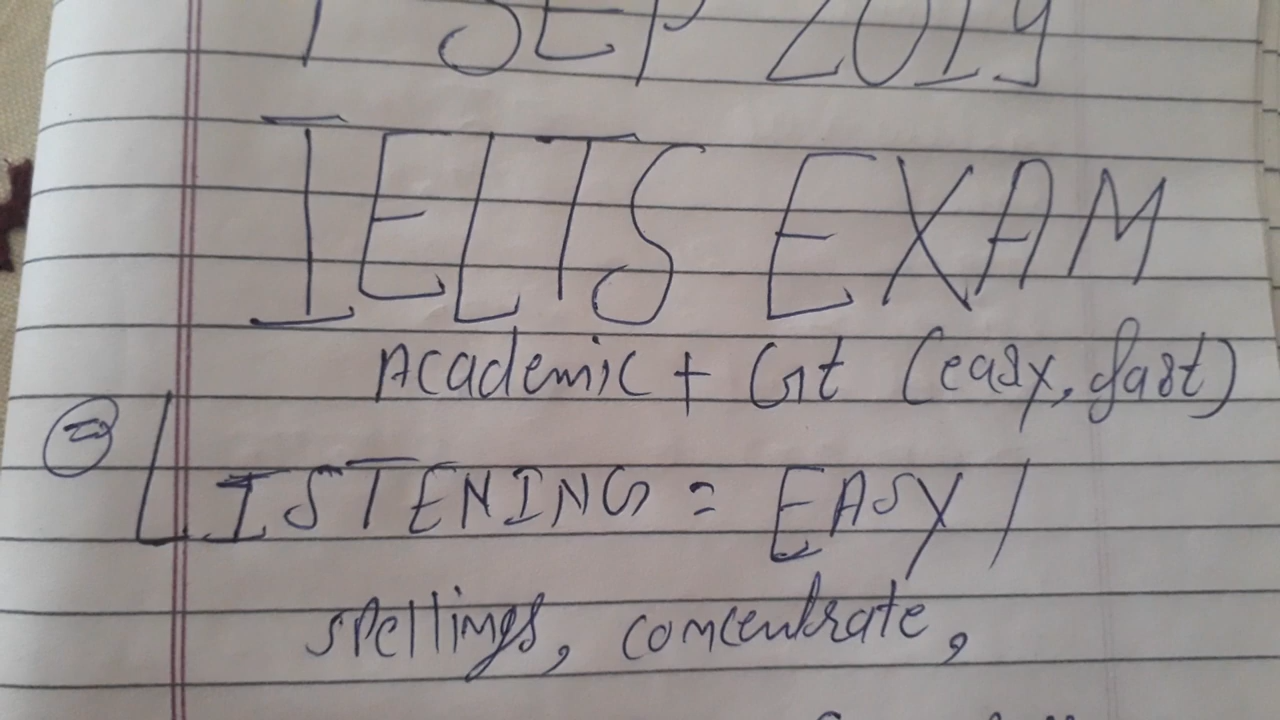 SEP 2019
IELTS EXAM
Academic + Gt (easy, fast)
LISTENING = EASY /
spellings, concentrate,